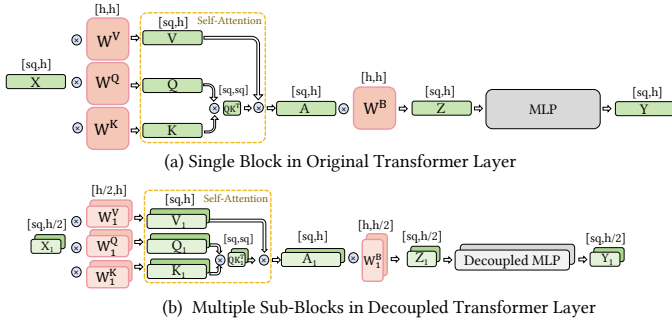 [h,h]
[sq,h]
Self-Attention
W^V
V
[sq,h]
X
W^Q
Q
[sq,sq]
QK^T
[sq,h]
A
[h,h]
W^B
[sq,h]
Z
MLP
[sq,h]
Y
W^K
K
(a) Single Block in Original Transformer Layer
[h/2,h]
[sq,h]
Self-Attention
W_1^V
V_1
[sq,h/2]
X_1
W_1^Q
Q_1
[sq,sq]
QK_1^T
[sq,h]
A_1
[h,h/2]
W_1^B
[sq,h/2]
Z_1
Decoupled MLP
[sq,h/2]
Y_1
W_1^K
K_1
(b) Multiple Sub-Blocks in Decoupled Transformer Layer